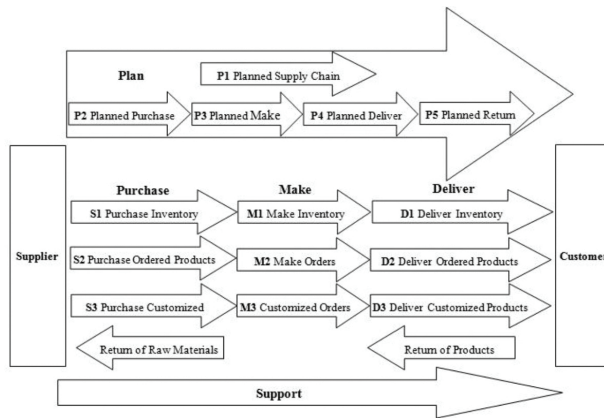 Plan
P1 Planned Supply Chain
P2 Planned Purchase
P3 Planned Make
P4 Planned Deliver
P5 Planned Return
Supplier
Customer
Purchase
Make
Deliver
S1 Purchase Inventory
M1 Make Inventory
D1 Deliver Inventory
S2 Purchase Ordered Products
M2 Make Orders
D2 Deliver Ordered Products
S3 Purchase Customized
M3 Customized Orders
D3 Deliver Customized Products
Return of Raw Materials
Return of Products
Support